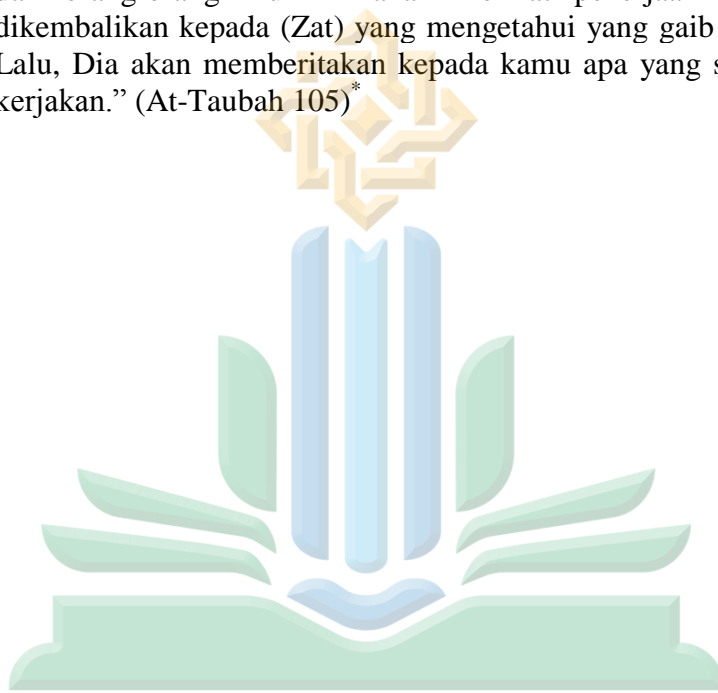 dikembalikan kepada (Zat) yang mengetahui yang gaib
Lalu, Dia akan memberitakan kepada kamu apa yang s
kerjakan.” (At-Taubah 105)*